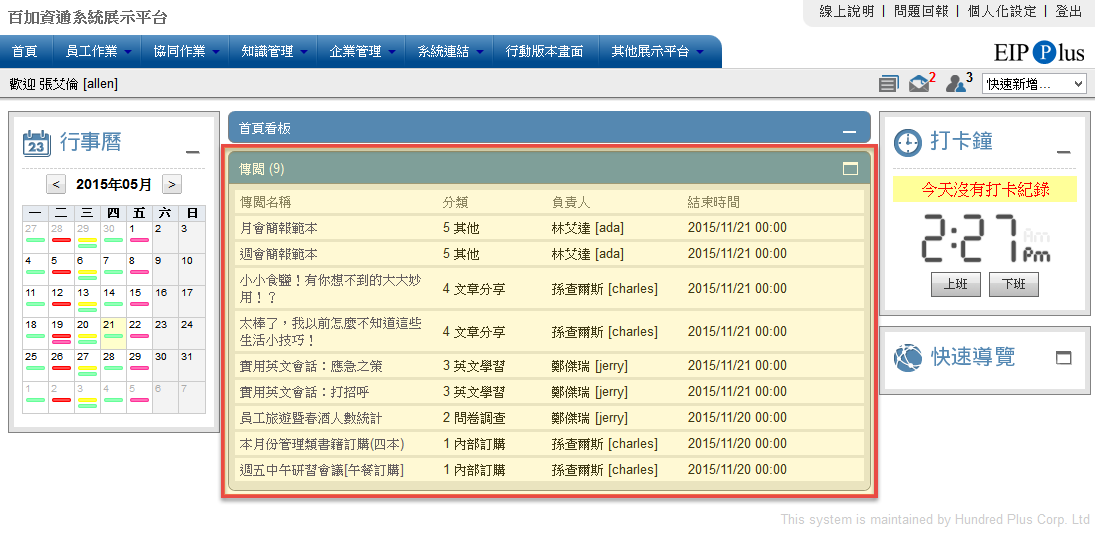 百加資通系統展示平台
線上說明 | 問題回報 | 個人化設定 | 登出
首頁 員工作業 協同作業 知識管理 企業管理 系統連結 行動版本畫面 其他展示平台
EIP Plus
歡迎 張艾倫 [allen]
2 3 快速新增...
23 行事曆
< 2015年05月 >
一 二 三 四 五 六 日
27 28 29 30 1 2 3
4 5 6 7 8 9 10
11 12 13 14 15 16 17
18 19 20 21 22 23 24
25 26 27 28 29 30 31
1 2 3 4 5 6 7
首頁看板
傳閱 (9)
傳閱名稱 分類 負責人 結束時間
月會簡報範本 5 其他 林艾達 [ada] 2015/11/21 00:00
週會簡報範本 5 其他 林艾達 [ada] 2015/11/21 00:00
小小食鹽！有你想不到的大大妙
用！？ 4 文章分享 孫查爾斯 [charles] 2015/11/21 00:00
太棒了，我以前怎麼不知道這些
生活小技巧！ 4 文章分享 孫查爾斯 [charles] 2015/11/21 00:00
實用英文會話：應急之策 3 英文學習 鄭傑瑞 [jerry] 2015/11/21 00:00
實用英文會話：打招呼 3 英文學習 鄭傑瑞 [jerry] 2015/11/21 00:00
員工旅遊暨春酒人數統計 2 問卷調查 鄭傑瑞 [jerry] 2015/11/20 00:00
本月份管理類書籍訂購(四本) 1 內部訂購 孫查爾斯 [charles] 2015/11/20 00:00
週五中午研習會議[午餐訂購] 1 內部訂購 孫查爾斯 [charles] 2015/11/20 00:00
打卡鐘
今天沒有打卡紀錄
2:27 Am
Pm
上班 下班
快速導覽
This system is maintained by Hundred Plus Corp. Ltd